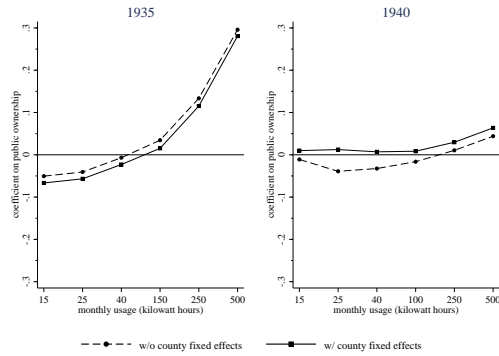 1935
1940
coefficient on public ownership
.3
.2
.1
0
-.1
-.2
-.3
15 25 40 150 250 500
monthly usage (kilowatt hours)
coefficient on public ownership
.3
.2
.1
0
-.1
-.2
-.3
15 25 40 100 250 500
monthly usage (kilowatt hours)
w/o county fixed effects
w/ county fixed effects